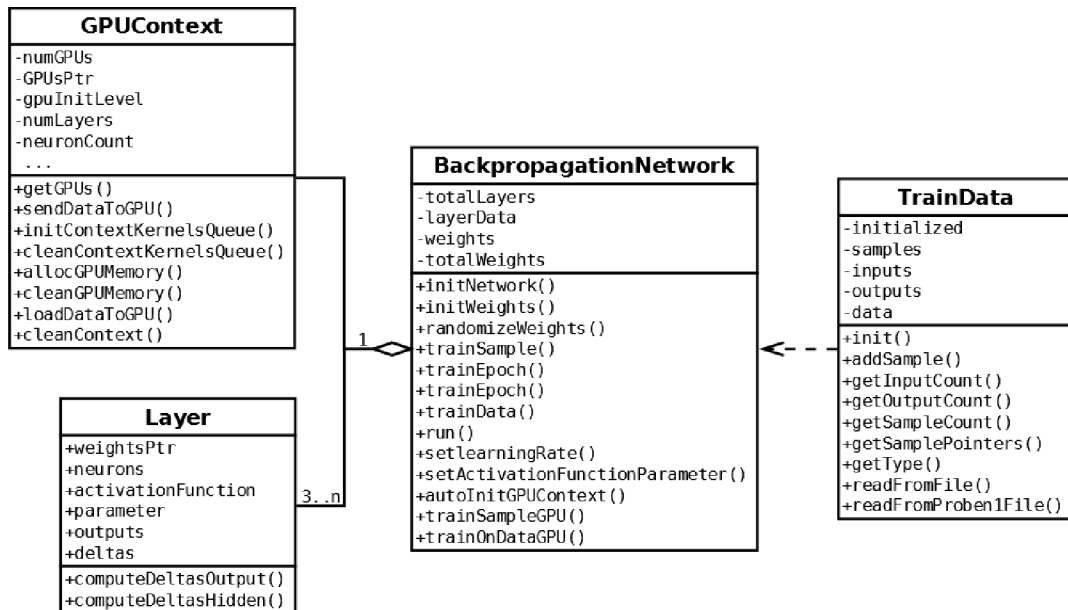 GPUContext
-numGPUs
-GPUsPtr
-gpuInitLevel
-numLayers
-neuronCount
...
+getGPUs()
+sendDataToGPU()
+initContextKernelsQueue()
+cleanContextKernelsQueue()
+allocGPUMemory()
+cleanGPUMemory()
+loadDataToGPU()
+cleanContext()
Layer
+weightsPtr
+neurons
+activationFunction
+parameter
+outputs
+deltas
+computeDeltasOutput()
+computeDeltasHidden()
1
3..n
BackpropagationNetwork
-totalLayers
-layerData
-weights
-totalWeights
+initNetwork()
+initWeights()
+randomizeWeights()
+trainSample()
+trainEpoch()
+trainEpoch()
+trainData()
+run()
+setlearningRate()
+setActivationFunctionParameter()
+autoInitGPUContext()
+trainSampleGPU()
+trainOnDataGPU()
TrainData
-initialized
-samples
-inputs
-outputs
-data
+init()
+addSample()
+getInputCount()
+getOutputCount()
+getSampleCount()
+getSamplePointers()
+getType()
+readFromFile()
+readFromProben1File()